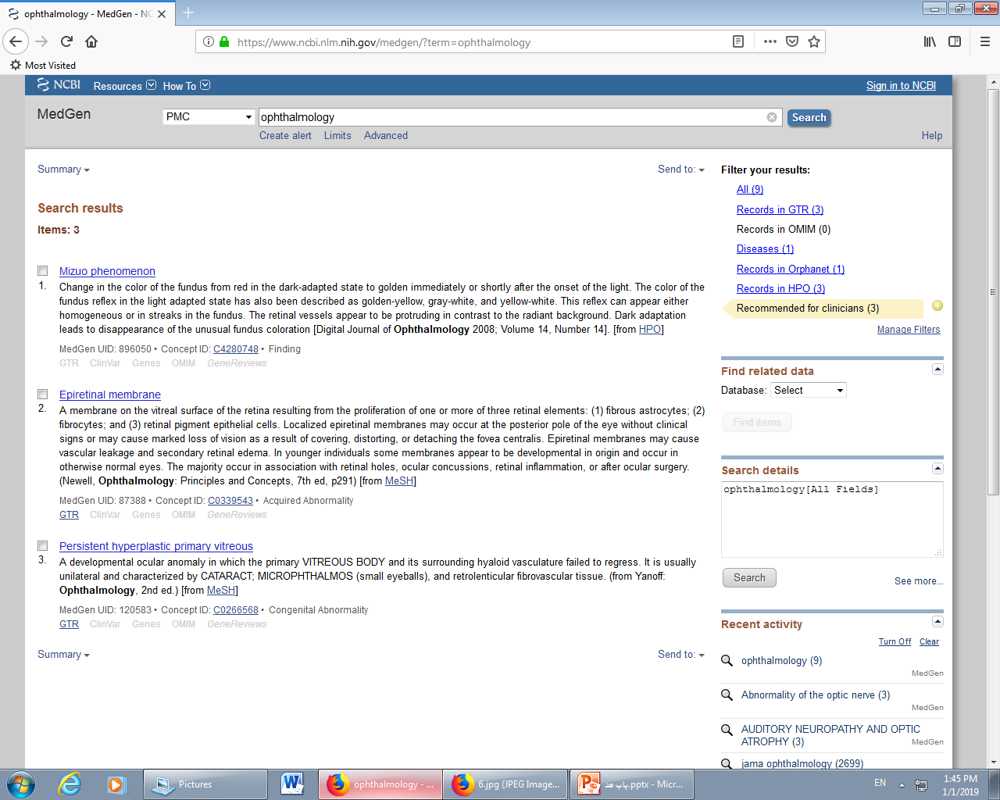 ophthalmology - MedGen - NC
https://www.ncbi.nlm.nih.gov/medgen/?term=ophthalmology
Most Visited
NCBI Resources How To Sign in to NCBI
MedGen PMC ophthalmology Search
Create alert Limits Advanced Help
Summary Send to:
Search results
Items: 3
1. Mizuo phenomenon
Change in the color of the fundus from red in the dark-adapted state to golden immediately or shortly after the onset of the light. The color of the
fundus reflex in the light adapted state has also been described as golden-yellow, gray-white, and yellow-white. This reflex can appear either
homogeneous or in streaks in the fundus. The retinal vessels appear to be protruding in contrast to the radiant background. Dark adaptation
leads to disappearance of the unusual fundus coloration [Digital Journal of Ophthalmology 2008; Volume 14, Number 14]. [from HPO]
MedGen UID: 896050 • Concept ID: C4280748 • Finding
GTR ClinVar Genes OMIM GeneReviews
2. Epiretinal membrane
A membrane on the vitreal surface of the retina resulting from the proliferation of one or more of three retinal elements: (1) fibrous astrocytes; (2)
fibrocytes; and (3) retinal pigment epithelial cells. Localized epiretinal membranes may occur at the posterior pole of the eye without clinical
signs or may cause marked loss of vision as a result of covering, distorting, or detaching the fovea centralis. Epiretinal membranes may cause
vascular leakage and secondary retinal edema. In younger individuals some membranes appear to be developmental in origin and occur in
otherwise normal eyes. The majority occur in association with retinal holes, ocular concussions, retinal inflammation, or after ocular surgery.
(Newell, Ophthalmology: Principles and Concepts, 7th ed, p291) [from MeSH]
MedGen UID: 87388 • Concept ID: C0339543 • Acquired Abnormality
GTR ClinVar Genes OMIM GeneReviews
3. Persistent hyperplastic primary vitreous
A developmental ocular anomaly in which the primary VITREOUS BODY and its surrounding hyaloid vasculature failed to regress. It is usually
unilateral and characterized by CATARACT; MICROPHTHALMOS (small eyeballs), and retrolenticular fibrovascular tissue. (from Yanoff:
Ophthalmology, 2nd ed.) [from MeSH]
MedGen UID: 120583 • Concept ID: C0266568 • Congenital Abnormality
GTR ClinVar Genes OMIM GeneReviews
Summary Send to:
Filter your results:
All (9)
Records in GTR (3)
Records in OMIM (0)
Diseases (1)
Records in Orphanet (1)
Records in HPO (3)
Recommended for clinicians (3)
Manage Filters
Find related data
Database: Select
Find items
Search details
ophthalmology[All Fields]
Search See more...
Recent activity
Turn Off Clear
ophthalmology (9)
MedGen
Abnormality of the optic nerve (3)
MedGen
AUDITORY NEUROPATHY AND OPTIC
ATROPHY (3) MedGen
jama ophthalmology (2699)
Pictures
ophthalmology - ...
6.jpg (JPEG Image...
باب هد.pptx - Micr...
EN
1:45 PM
1/1/2019